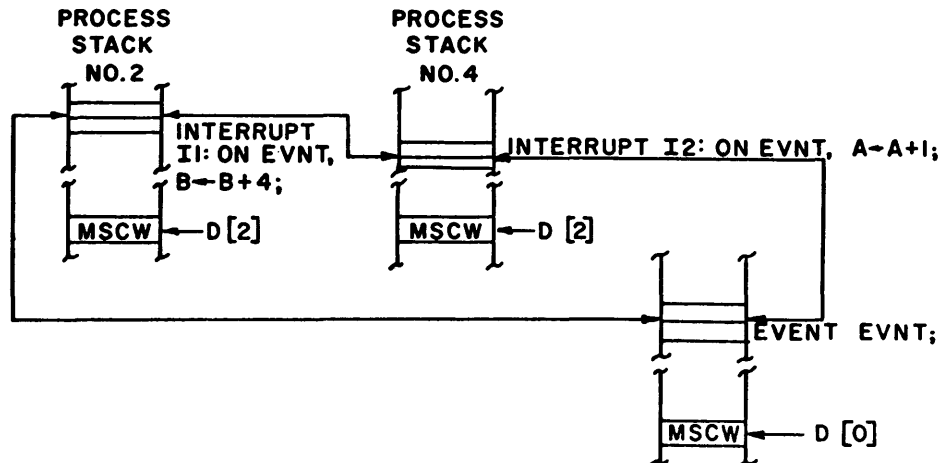 PROCESS
STACK
NO.2
PROCESS
STACK
NO.4
INTERRUPT
I1: ON EVNT,
B←B+4;
INTERRUPT I2: ON EVNT, A←A+1;
MSCW
D [2]
MSCW
D [2]
EVENT EVNT;
MSCW
D [0]